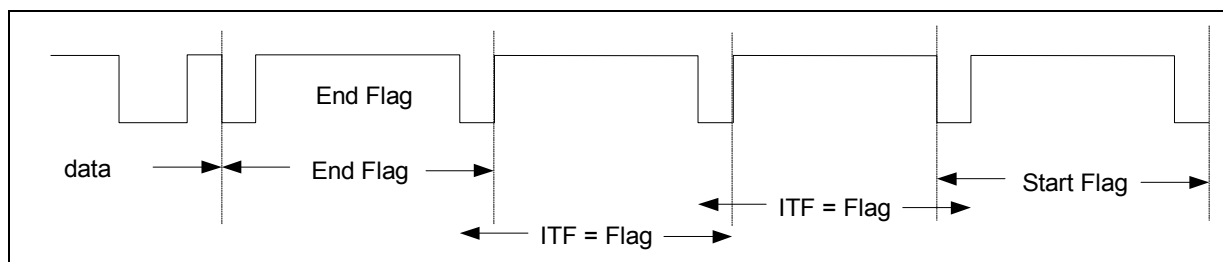 End Flag
data
End Flag
Start Flag
ITF = Flag
ITF = Flag